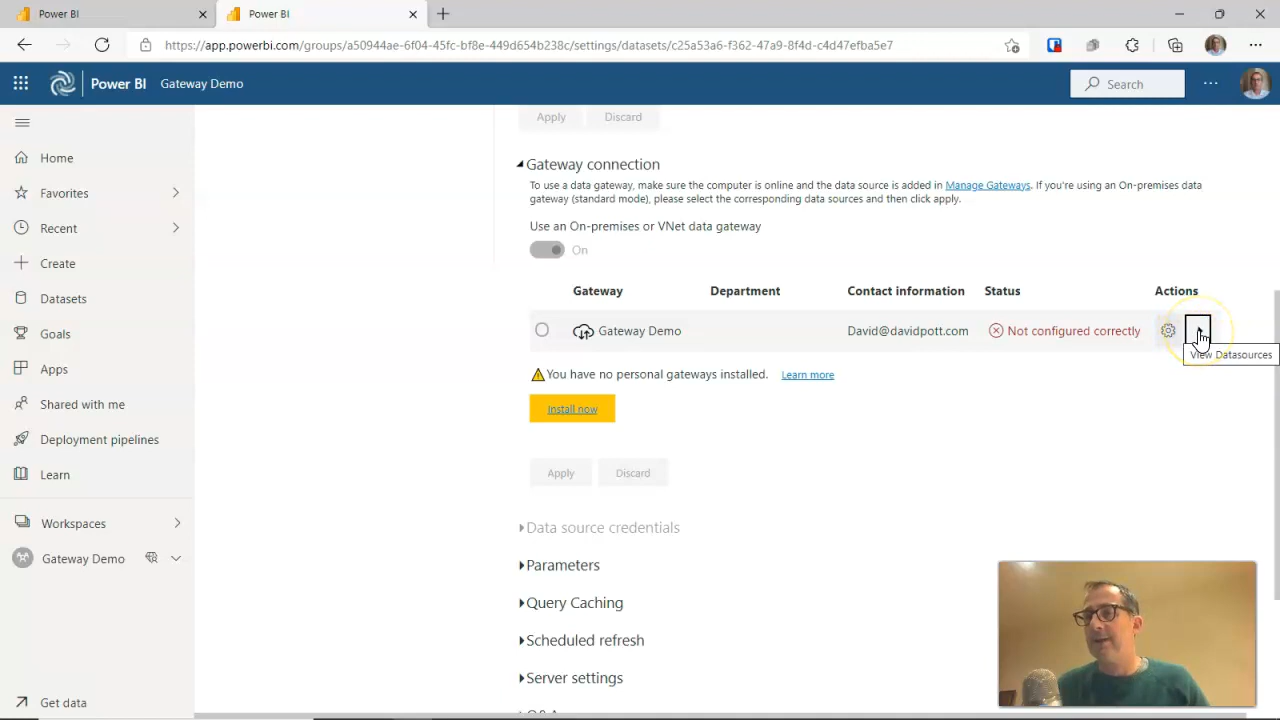 Power BI
Power BI
https://app.powerbi.com/groups/a50944ae-6f04-45fc-bf8e-449d654b238c/settings/datasets/c25a53a6-f362-47a9-8f4d-c4d47efba5e7
Power BI
Gateway Demo
Search
Home
Favorites
Recent
Create
Datasets
Goals
Apps
Shared with me
Deployment pipelines
Learn
Workspaces
Gateway Demo
Get data
Apply
Discard
Gateway connection
To use a data gateway, make sure the computer is online and the data source is added in Manage Gateways. If you're using an On-premises data
gateway (standard mode), please select the corresponding data sources and then click apply.
Use an On-premises or VNet data gateway
On
Gateway Department Contact information Status Actions
Gateway Demo David@davidpott.com Not configured correctly
View Datasources
You have no personal gateways installed. Learn more
Install now
Apply
Discard
Data source credentials
Parameters
Query Caching
Scheduled refresh
Server settings
Q&A